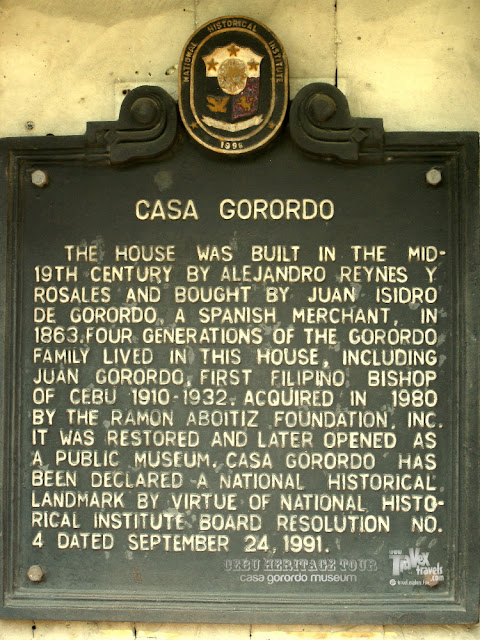 NATIONAL HISTORICAL INSTITUTE
CASA GORORDO
THE HOUSE WAS BUILT IN THE MID-
19TH CENTURY BY ALEJANDRO REYNES Y
ROSALES AND BOUGHT BY JUAN ISIDRO
DE GORORDO, A SPANISH MERCHANT, IN
1863.FOUR GENERATIONS OF THE GORORDO
FAMILY LIVED IN THIS HOUSE, INCLUDING
JUAN GORORDO, FIRST FILIPINO BISHOP
OF CEBU 1910-1932. ACQUIRED IN 1980
BY THE RAMON ABOITIZ FOUNDATION, INC.
IT WAS RESTORED AND LATER OPENED AS
A PUBLIC MUSEUM. CASA GORORDO HAS
BEEN DECLARED A NATIONAL HISTORICAL
LANDMARK BY VIRTUE OF NATIONAL HISTO-
RICAL INSTITUTE BOARD RESOLUTION NO.
4 DATED SEPTEMBER 24, 1991.
CEBU HERITAGE TOUR
casa gorordo museum
www.
travels.com